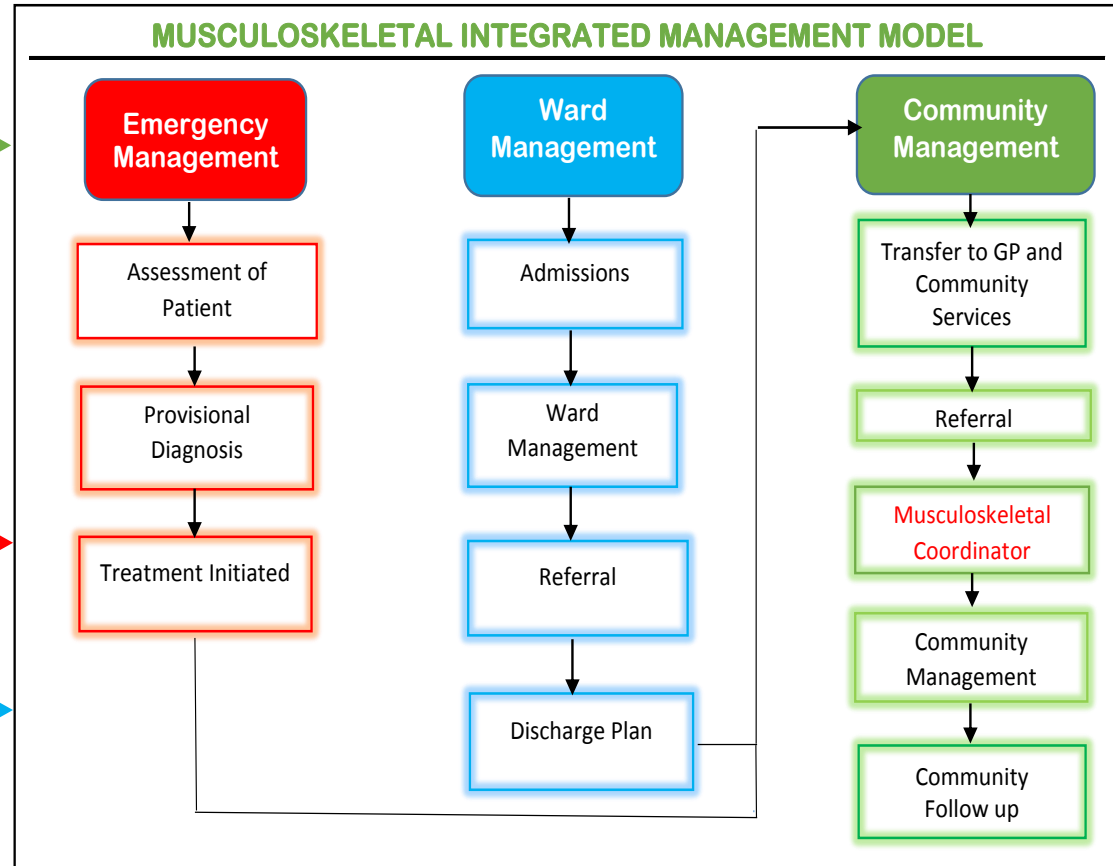 MUSCULOSKELETAL INTEGRATED MANAGEMENT MODEL
Emergency
Management
Assessment of
Patient
Provisional
Diagnosis
Treatment Initiated
Ward
Management
Admissions
Ward
Management
Referral
Discharge Plan
Community
Management
Transfer to GP and
Community
Services
Referral
Musculoskeletal
Coordinator
Community
Management
Community
Follow up